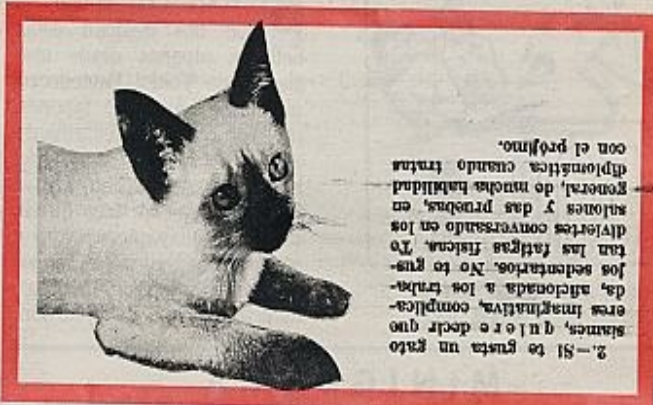 2.—Si te gusta un gato
siamés, quiere decir que
eres imaginativa, complica-
da, aficionada a los traba-
jos sedentarios. No te gus-
tan las fatigas físicas. Te
diviertes conversando en los
salones y das pruebas, en
general, de mucha habilidad
diplomática cuando tratas
con el prójimo.